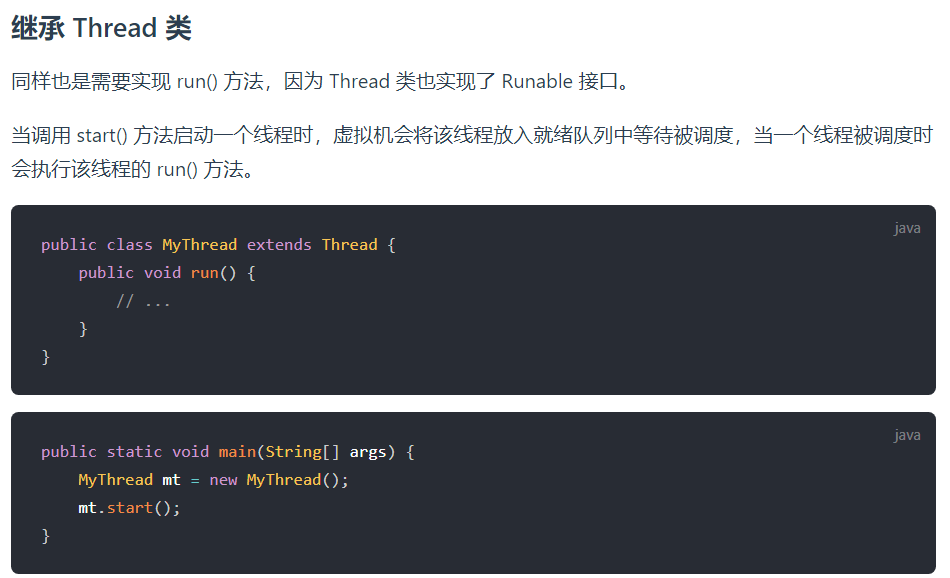 继承 Thread 类
同样也是需要实现 run() 方法，因为 Thread 类也实现了 Runable 接口。
当调用 start() 方法启动一个线程时，虚拟机会将该线程放入就绪队列中等待被调度，当一个线程被调度时
会执行该线程的 run() 方法。
java
public class MyThread extends Thread {
    public void run() {
        // ...
    }
}
java
public static void main(String[] args) {
    MyThread mt = new MyThread();
    mt.start();
}